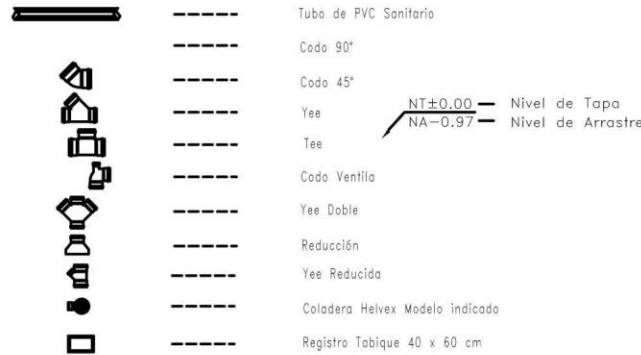 Tubo de PVC Sanitario
Codo 90°
Codo 45°
Yee
NT±0.00 — Nivel de Tapa
NA-0.97 — Nivel de Arrastre
Tee
Codo Ventila
Yee Doble
Reducción
Yee Reducida
Coladera Helvex Modelo indicado
Registro Tabique 40 x 60 cm